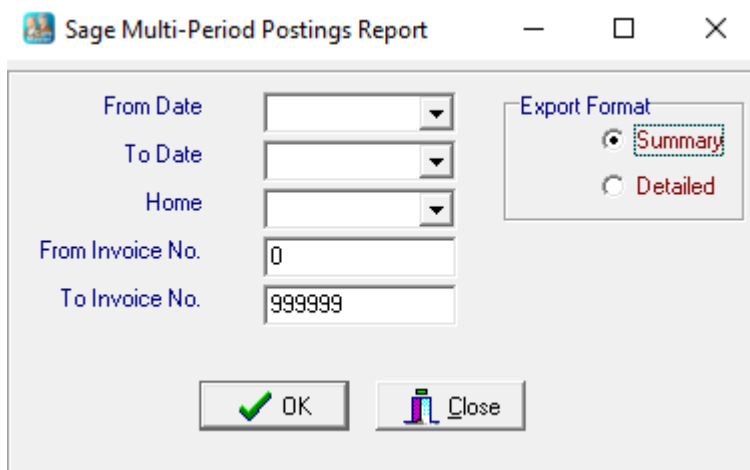 Sage Multi-Period Postings Report
From Date
To Date
Home
From Invoice No. 0
To Invoice No. 999999
Export Format
Summary
Detailed
OK
Close